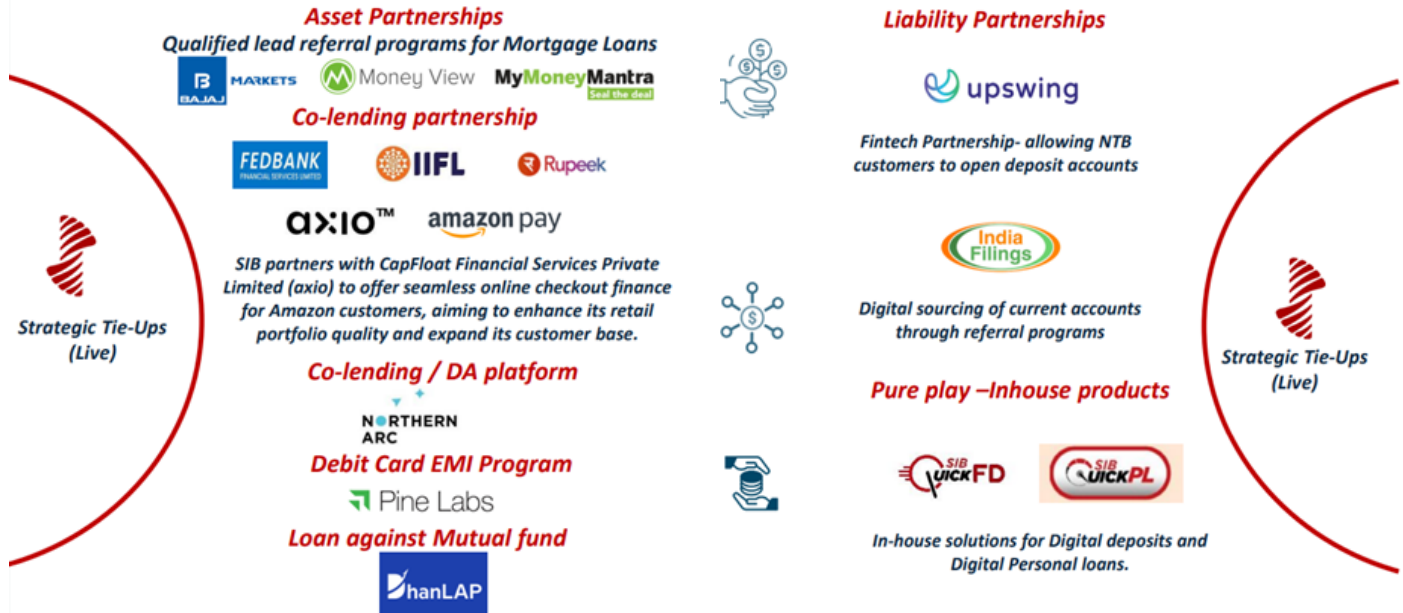 Asset Partnerships
Qualified lead referral programs for Mortgage Loans
B
BAJAJ
MARKETS
Money View
MyMoneyMantra
Seal the deal
Co-lending partnership
FEDBANK
FINANCIAL SERVICES LIMITED
IIFL
Rupeek
axio™
amazon pay
SIB partners with CapFloat Financial Services Private
Limited (axio) to offer seamless online checkout finance
for Amazon customers, aiming to enhance its retail
portfolio quality and expand its customer base.
Co-lending / DA platform
NORTHERN
ARC
Debit Card EMI Program
Pine Labs
Loan against Mutual fund
DhanLAP
Strategic Tie-Ups
(Live)
Liability Partnerships
upswing
Fintech Partnership- allowing NTB
customers to open deposit accounts
India
Filings
Digital sourcing of current accounts
through referral programs
Pure play –Inhouse products
SIB
QUICKFD
SIB
QUICKPL
In-house solutions for Digital deposits and
Digital Personal loans.
Strategic Tie-Ups
(Live)